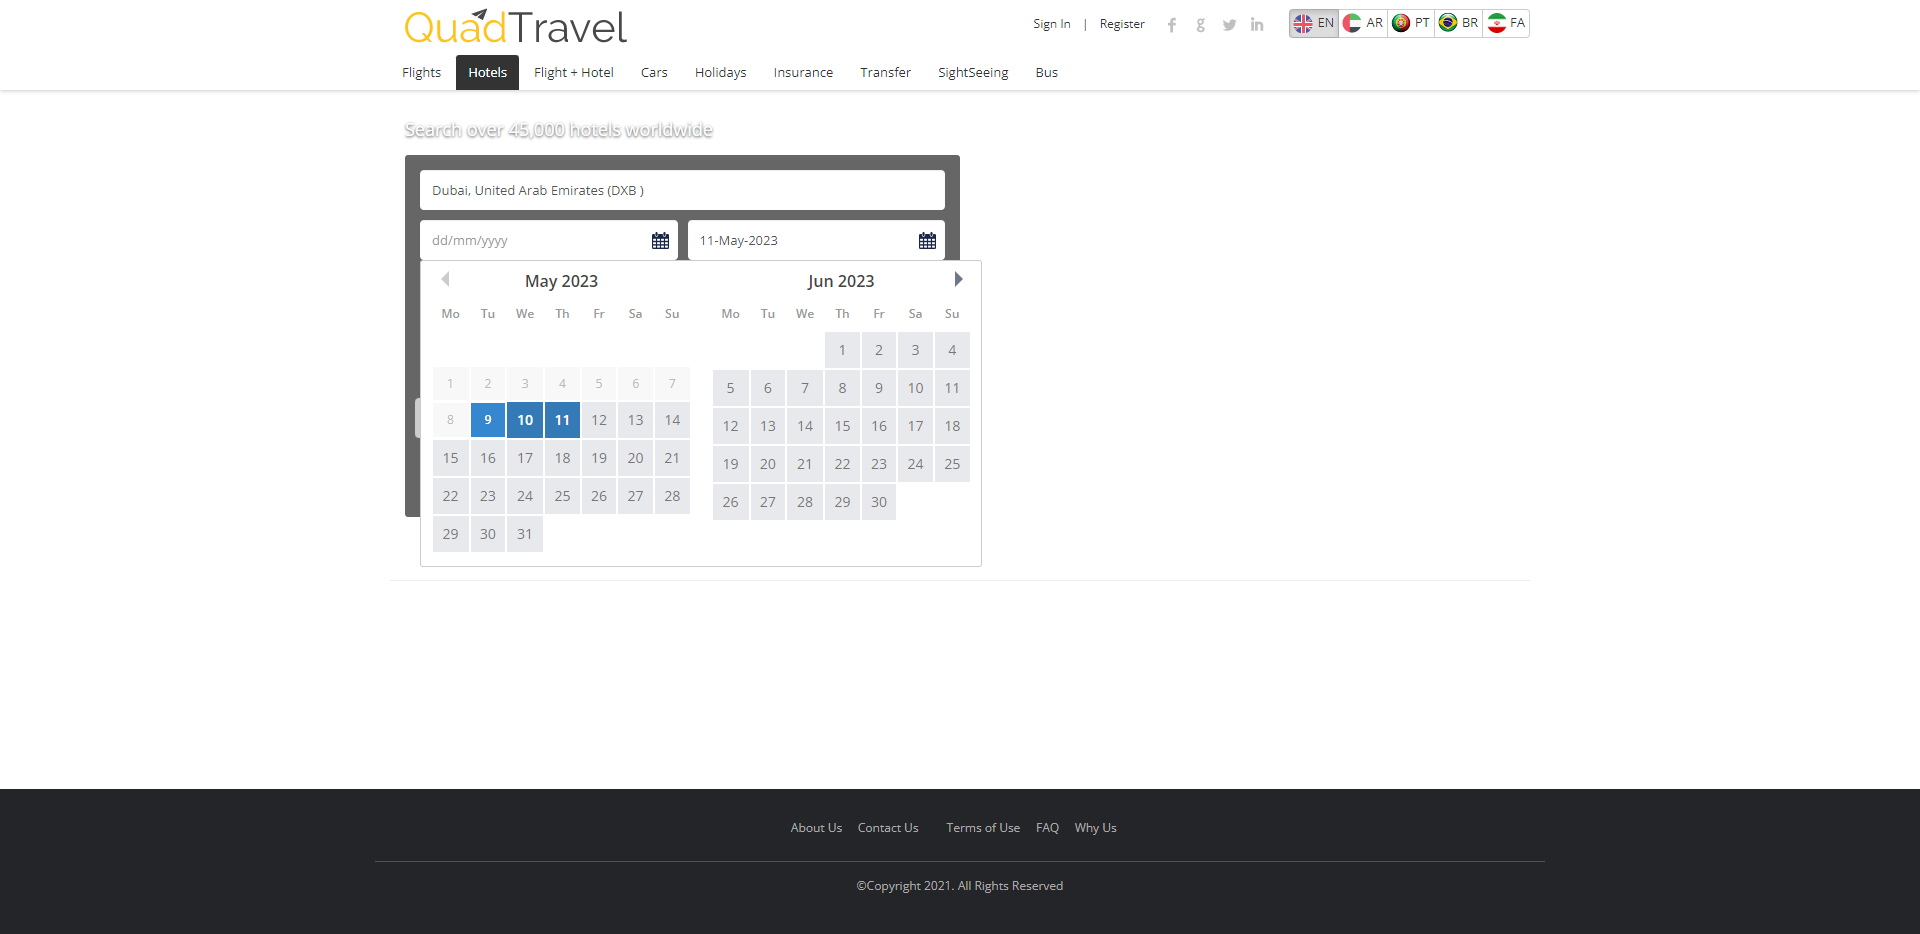 QuadTravel
Sign In | Register
EN AR PT BR FA
Flights Hotels Flight + Hotel Cars Holidays Insurance Transfer SightSeeing Bus
Search over 45,000 hotels worldwide
Dubai, United Arab Emirates (DXB )
dd/mm/yyyy 11-May-2023
May 2023
Mo Tu We Th Fr Sa Su
1 2 3 4 5 6 7
8 9 10 11 12 13 14
15 16 17 18 19 20 21
22 23 24 25 26 27 28
29 30 31
Jun 2023
Mo Tu We Th Fr Sa Su
1 2 3 4
5 6 7 8 9 10 11
12 13 14 15 16 17 18
19 20 21 22 23 24 25
26 27 28 29 30
About Us Contact Us Terms of Use FAQ Why Us
©Copyright 2021. All Rights Reserved